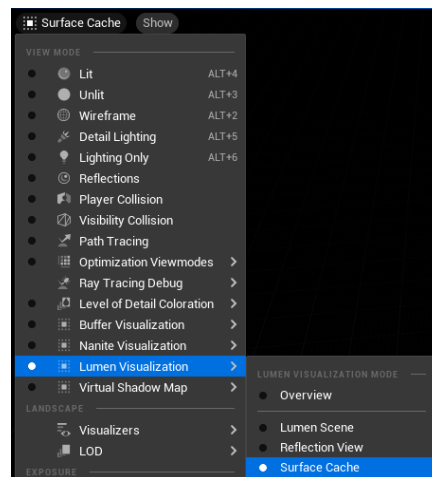 Surface Cache Show
VIEW MODE
Lit ALT+4
Unlit ALT+3
Wireframe ALT+2
Detail Lighting ALT+5
Lighting Only ALT+6
Reflections
Player Collision
Visibility Collision
Path Tracing
Optimization Viewmodes
Ray Tracing Debug
Level of Detail Coloration
Buffer Visualization
Nanite Visualization
Lumen Visualization
Virtual Shadow Map
LANDSCAPE
Visualizers
LOD
EXPOSURE
LUMEN VISUALIZATION MODE
Overview
Lumen Scene
Reflection View
Surface Cache